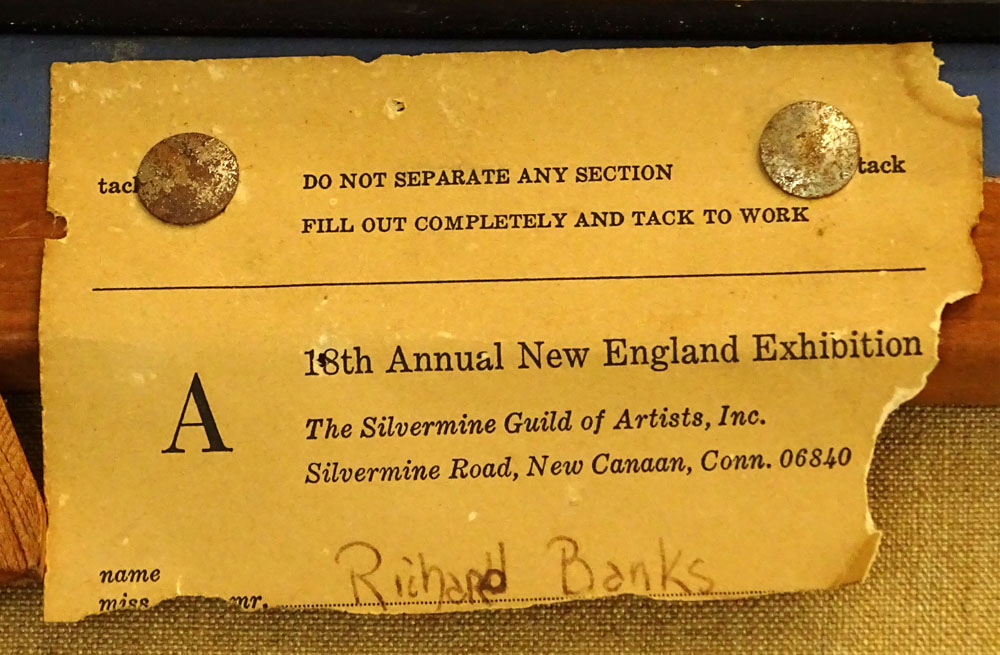 tack DO NOT SEPARATE ANY SECTION tack
FILL OUT COMPLETELY AND TACK TO WORK
18th Annual New England Exhibition
A
The Silvermine Guild of Artists, Inc.
Silvermine Road, New Canaan, Conn. 06840
name Richard Banks
miss mr.